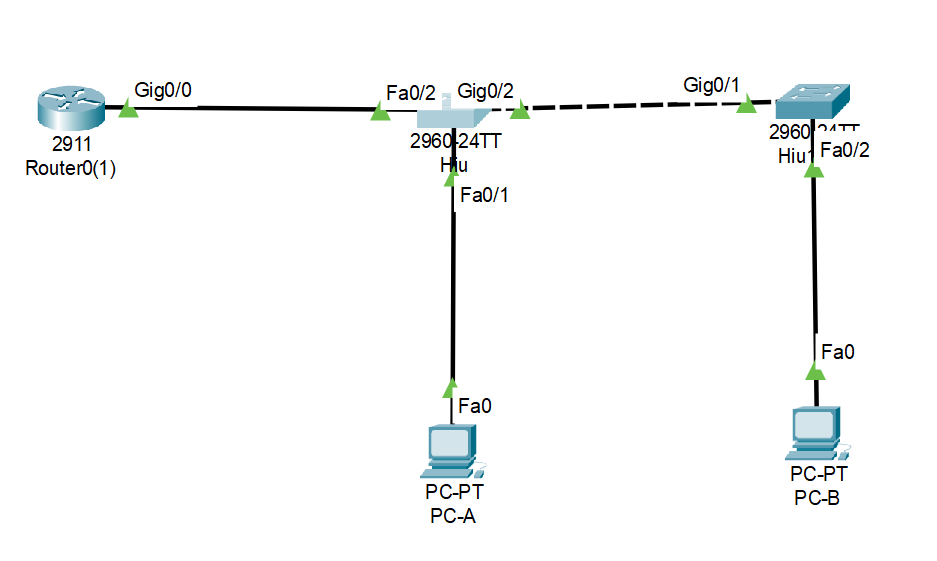 Gig0/0
Fa0/2
Gig0/2
Gig0/1
2911
Router0(1)
2960-24TT
Hiu
2960-24TT
Hiu1
Fa0/2
Fa0/1
Fa0
Fa0
PC-PT
PC-A
PC-PT
PC-B